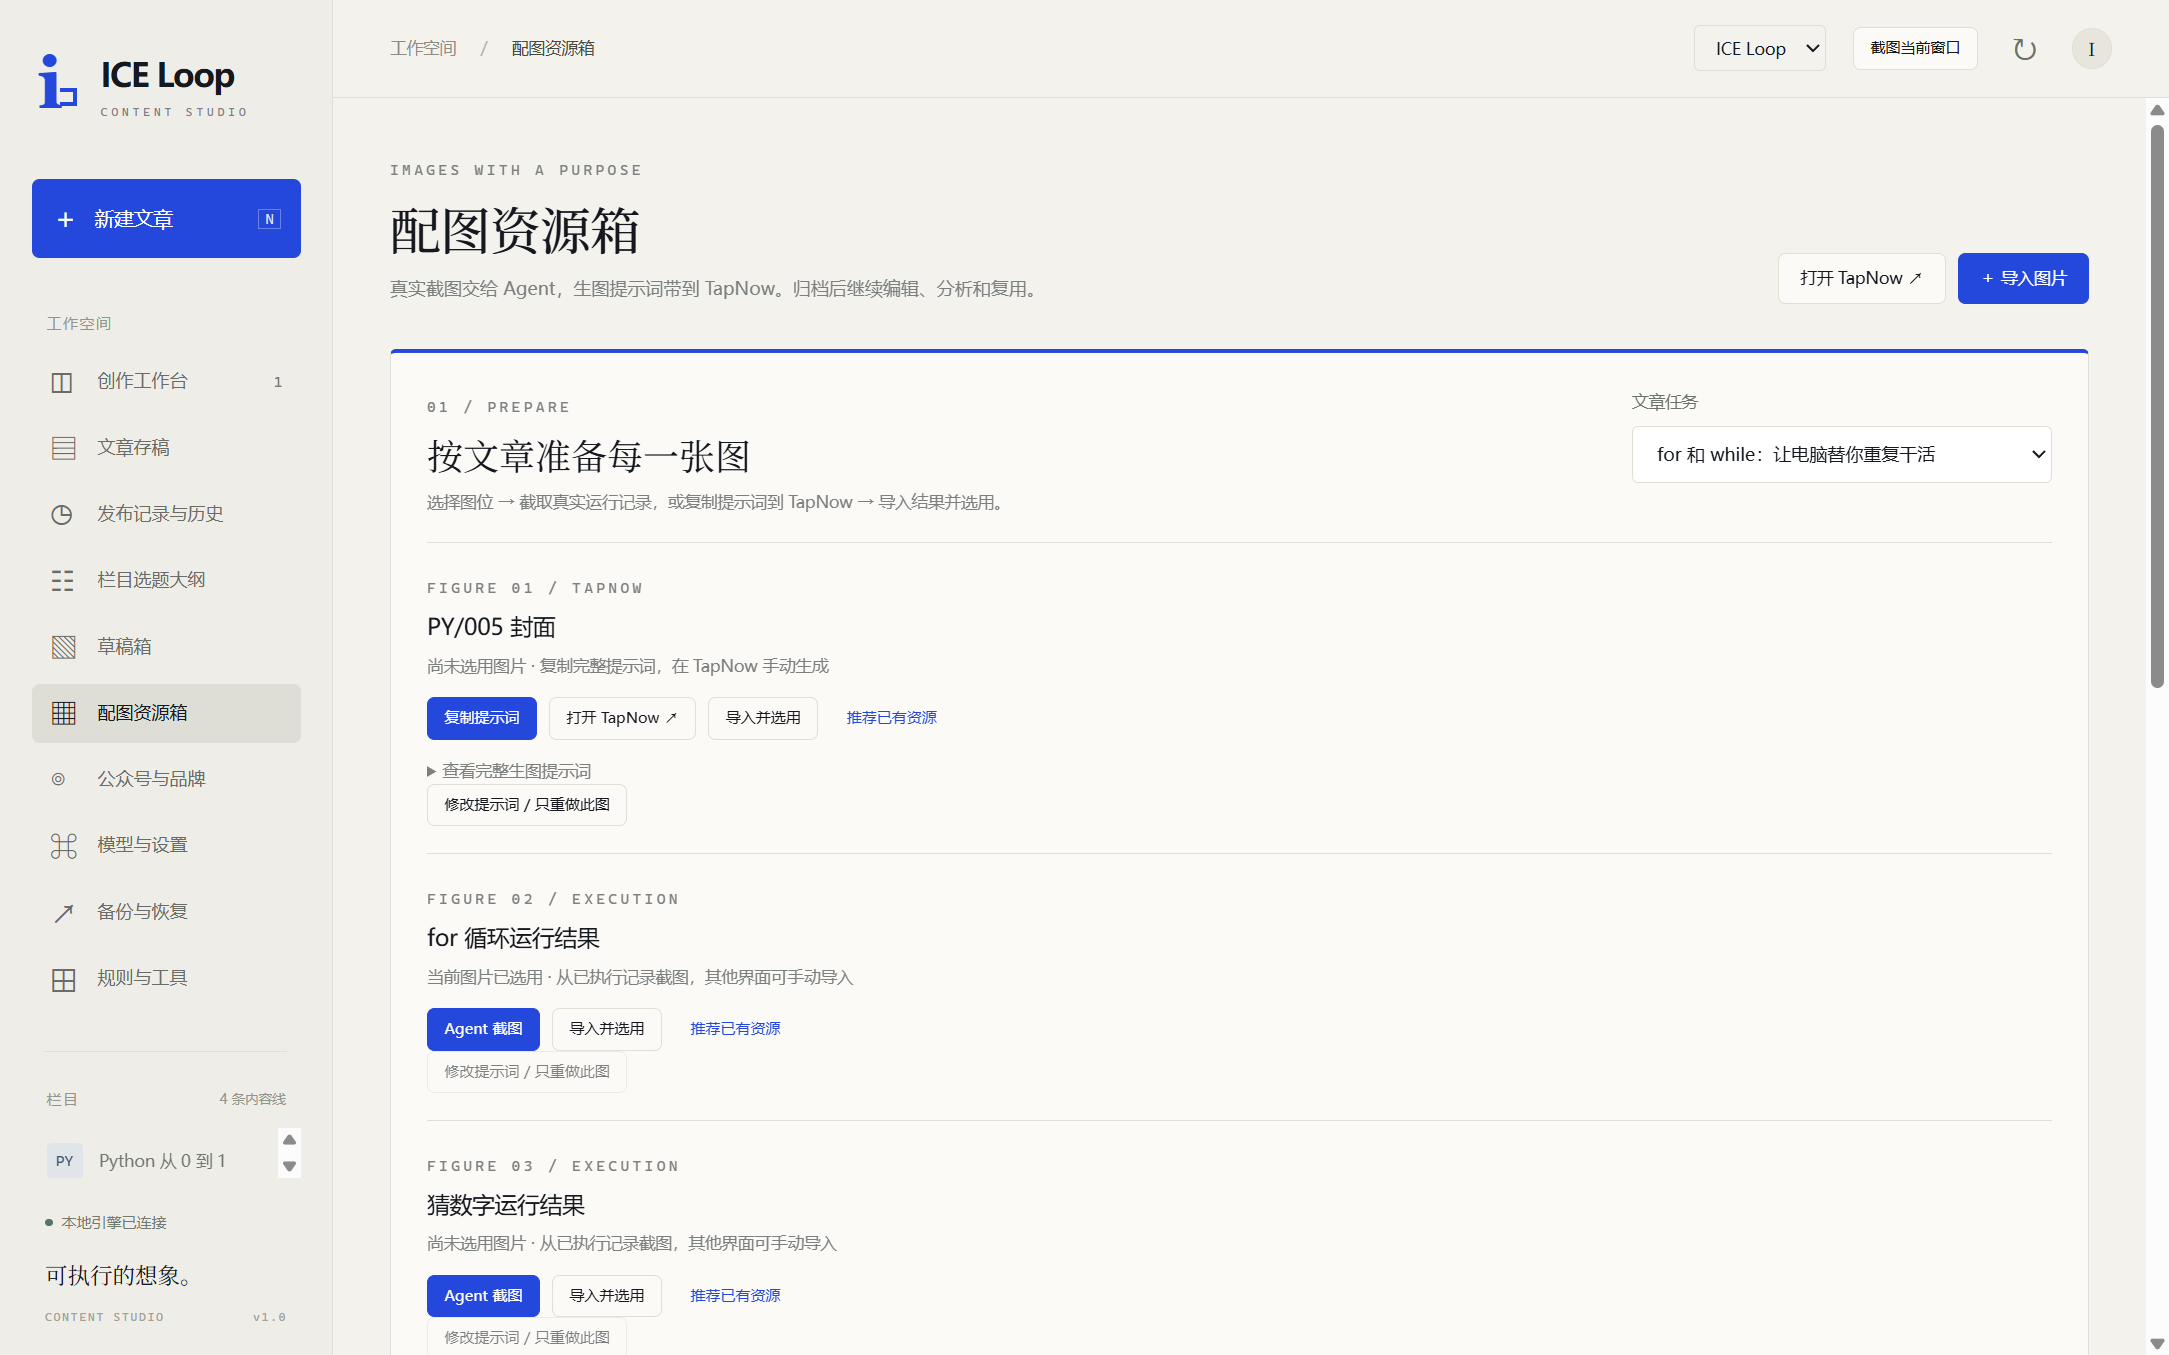 ICE Loop
CONTENT STUDIO
+ 新建文章 N
工作空间
创作工作台 1
文章存稿
发布记录与历史
栏目选题大纲
草稿箱
配图资源箱
公众号与品牌
模型与设置
备份与恢复
规则与工具
栏目 4 条内容线
PY Python 从 0 到 1
本地引擎已连接
可执行的想象。
CONTENT STUDIO v1.0
工作空间 / 配图资源箱
ICE Loop
截图当前窗口
I
IMAGES WITH A PURPOSE
配图资源箱
真实截图交给 Agent，生图提示词带到 TapNow。归档后继续编辑、分析和复用。
打开 TapNow ↗
+ 导入图片
01 / PREPARE
按文章准备每一张图
选择图位 → 截取真实运行记录，或复制提示词到 TapNow → 导入结果并选用。
文章任务
for 和 while：让电脑替你重复干活
FIGURE 01 / TAPNOW
PY/005 封面
尚未选用图片 · 复制完整提示词，在 TapNow 手动生成
复制提示词 打开 TapNow ↗ 导入并选用 推荐已有资源
▶ 查看完整生图提示词
修改提示词 / 只重做此图
FIGURE 02 / EXECUTION
for 循环运行结果
当前图片已选用 · 从已执行记录截图，其他界面可手动导入
Agent 截图 导入并选用 推荐已有资源
修改提示词 / 只重做此图
FIGURE 03 / EXECUTION
猜数字运行结果
尚未选用图片 · 从已执行记录截图，其他界面可手动导入
Agent 截图 导入并选用 推荐已有资源
修改提示词 / 只重做此图